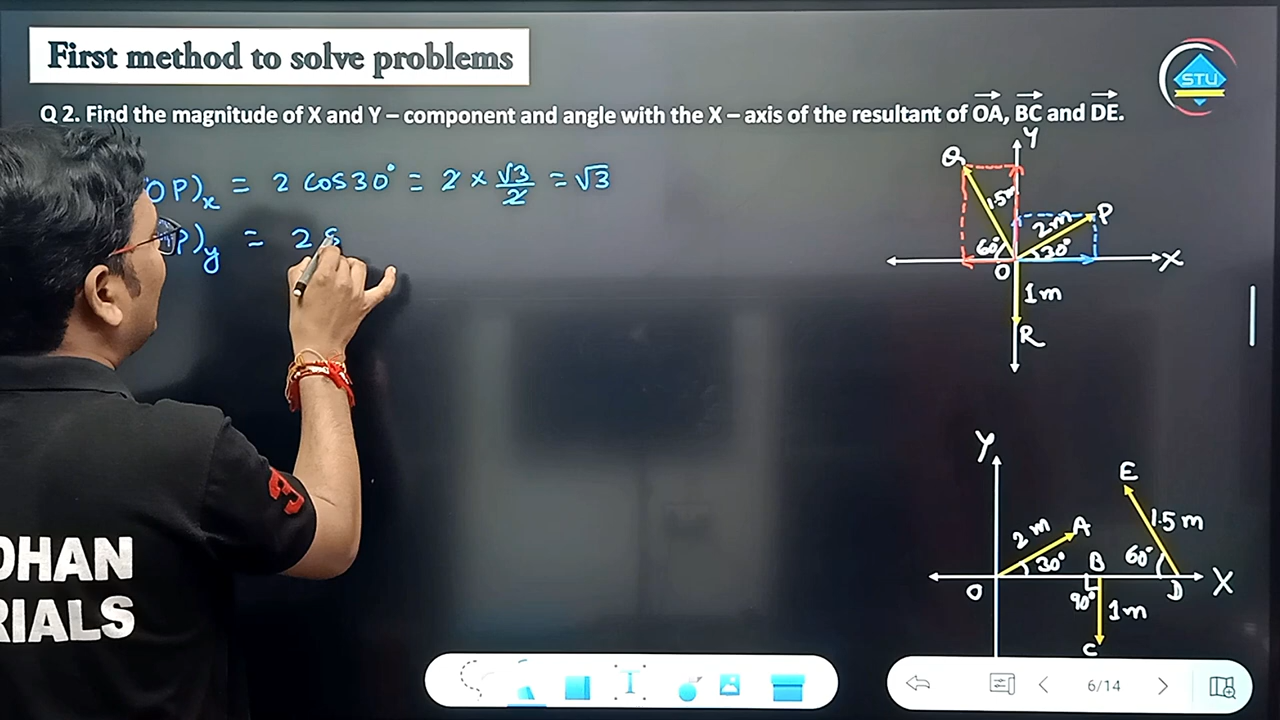 First method to solve problems
STU
Q 2. Find the magnitude of X and Y – component and angle with the X – axis of the resultant of OA, BC and DE.
OP)x = 2 cos30° = 2 × √3/2 = √3
P)y = 2 s
Y
Q
1.5m
2m
P
60°
30°
X
O
1m
R
Y
E
2 m
A
1.5 m
30°
B
60°
O
90°
D
X
1m
C
3
DHAN
RIALS
T
6/14